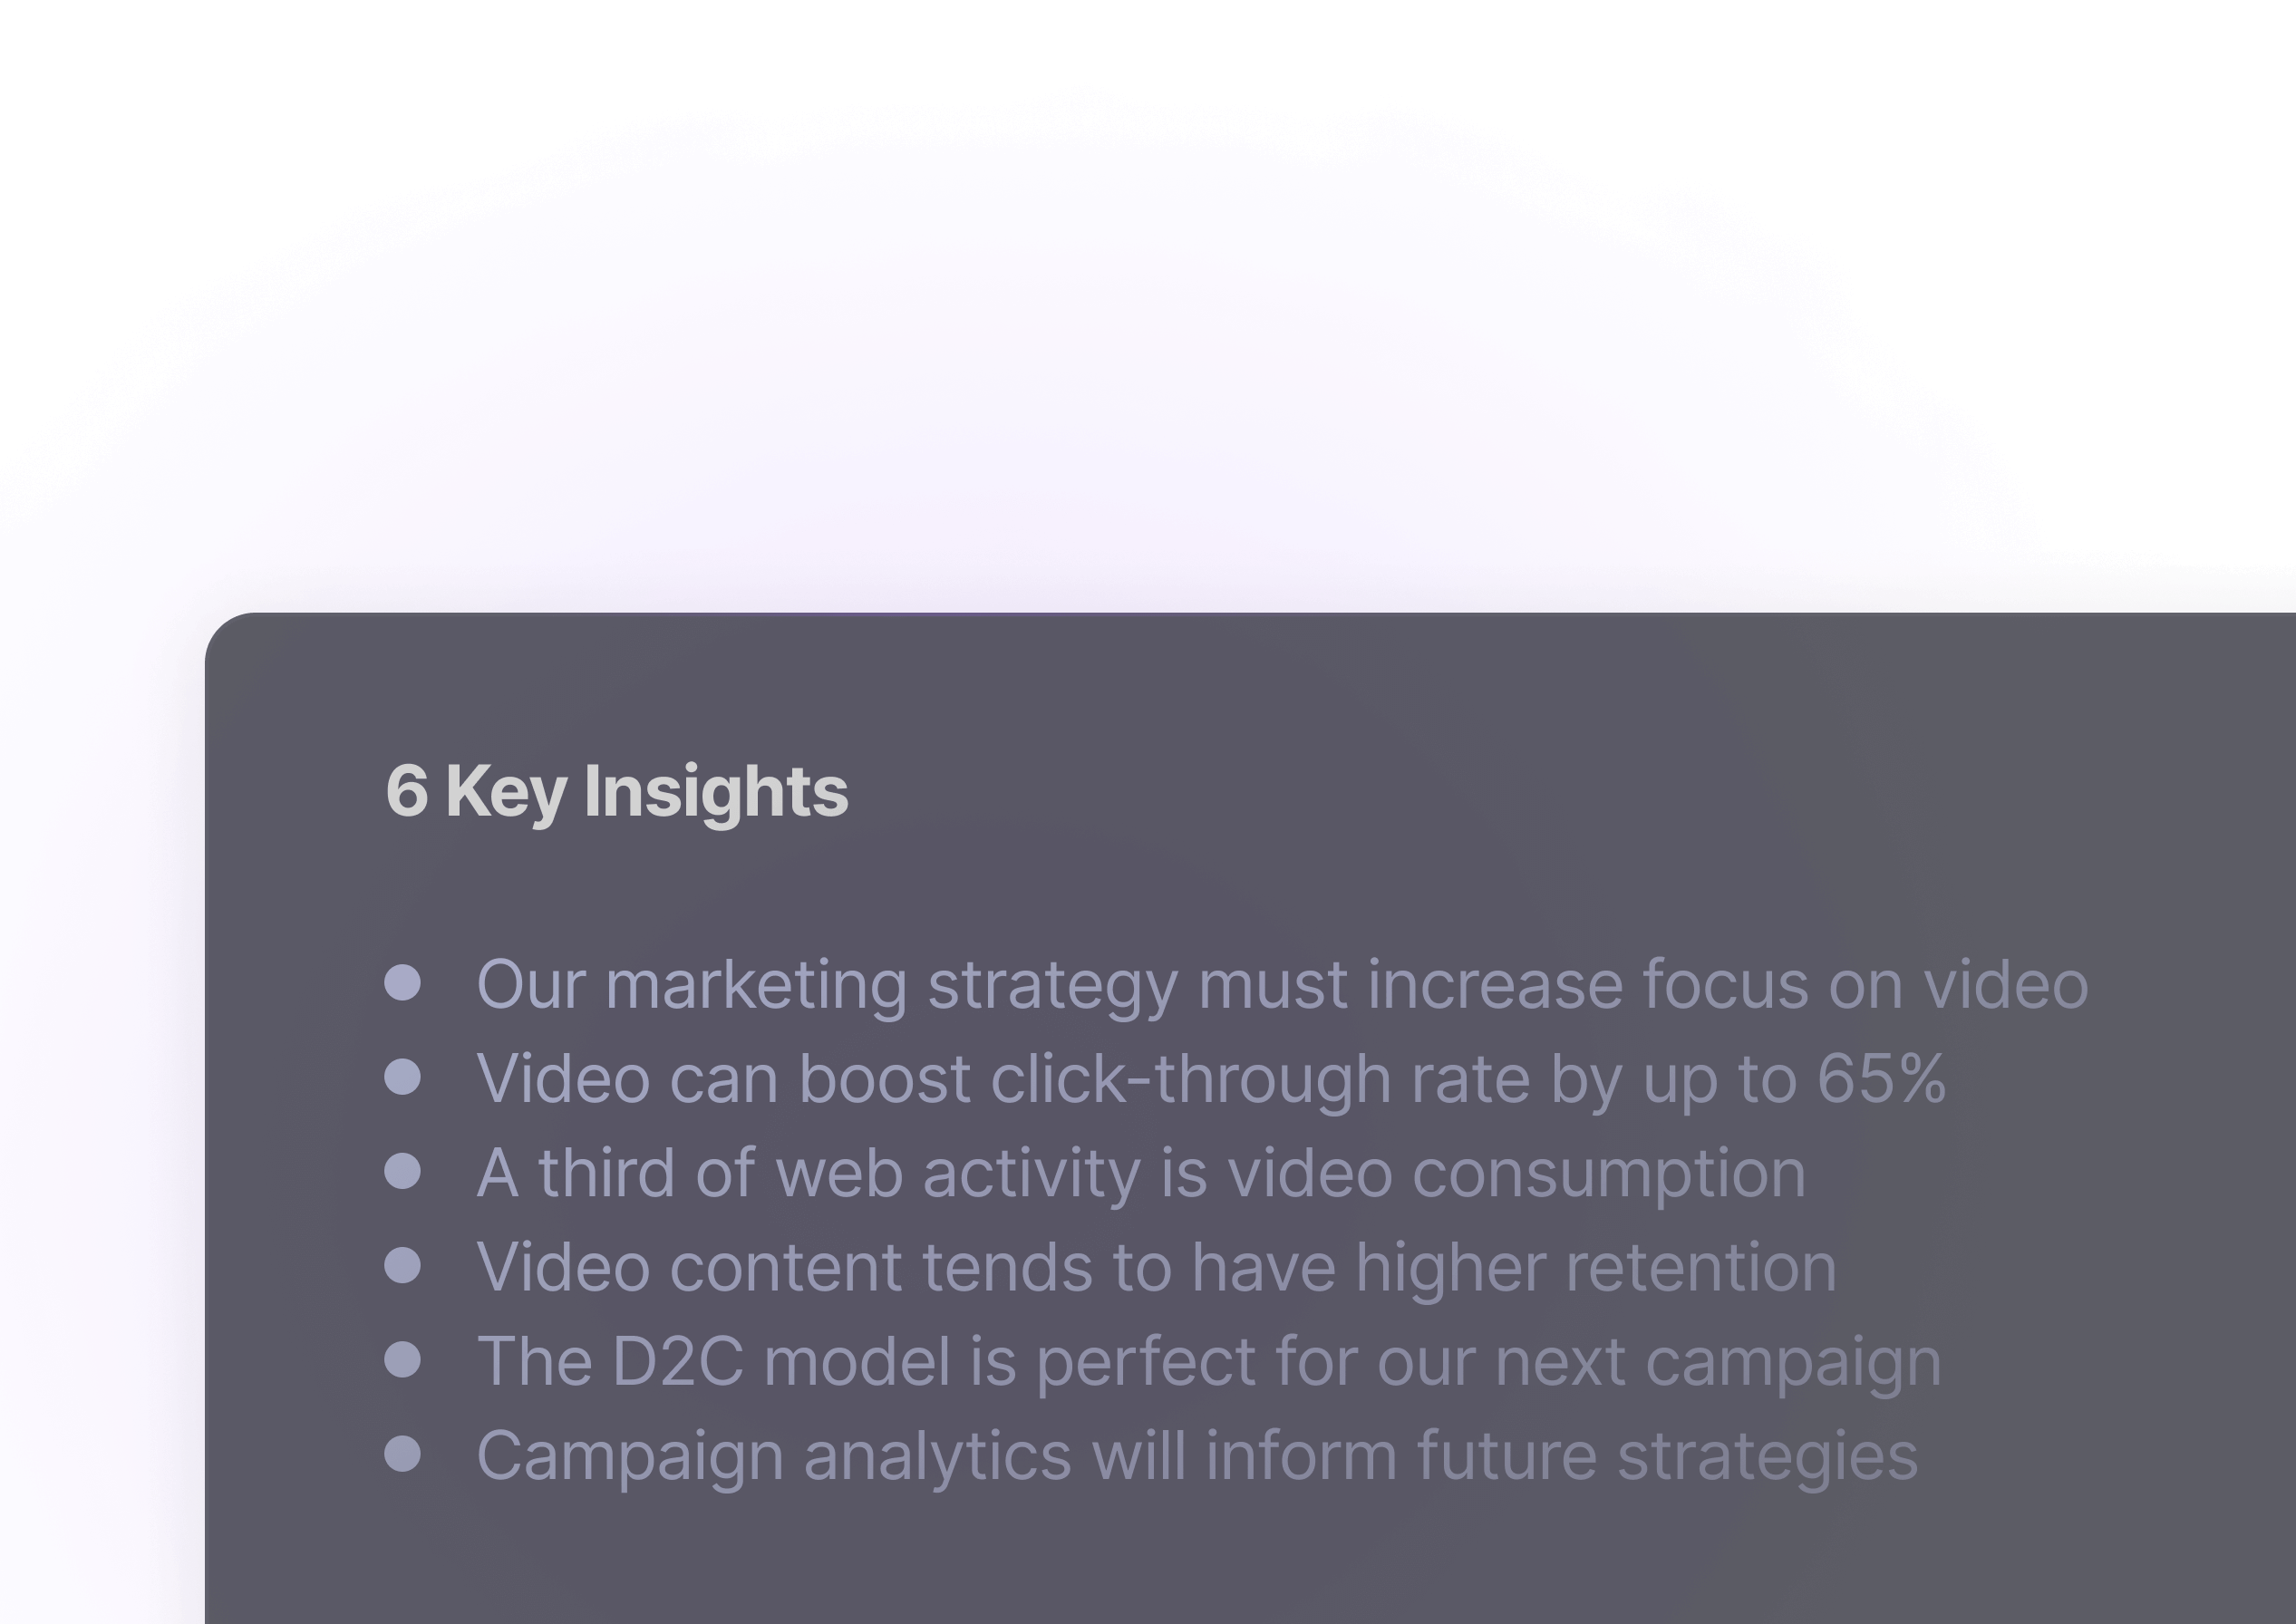 6 Key Insights
Our marketing strategy must increase focus on video
Video can boost click-through rate by up to 65%
A third of web activity is video consumption
Video content tends to have higher retention
The D2C model is perfect for our next campaign
Campaign analytics will inform future strategies